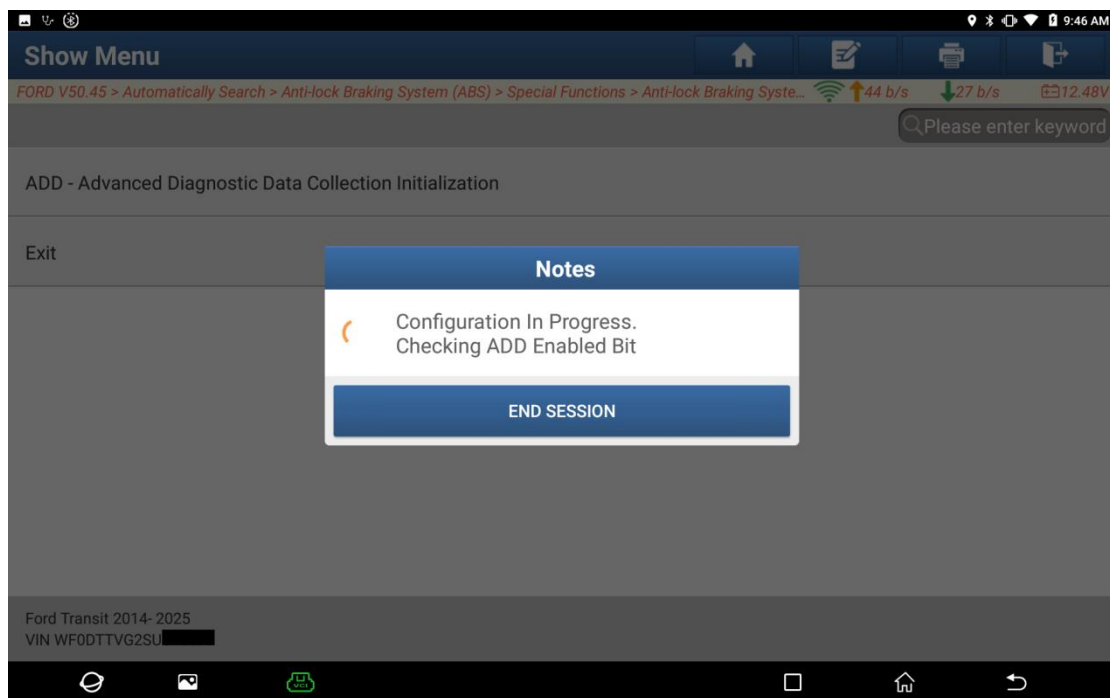 9:46 AM
Show Menu
FORD V50.45 > Automatically Search > Anti-lock Braking System (ABS) > Special Functions > Anti-lock Braking Syste... 44 b/s 27 b/s 12.48V
Please enter keyword
ADD - Advanced Diagnostic Data Collection Initialization
Exit
Notes
Configuration In Progress.
Checking ADD Enabled Bit
END SESSION
Ford Transit 2014- 2025
VIN WF0DTTVG2SU
VCI